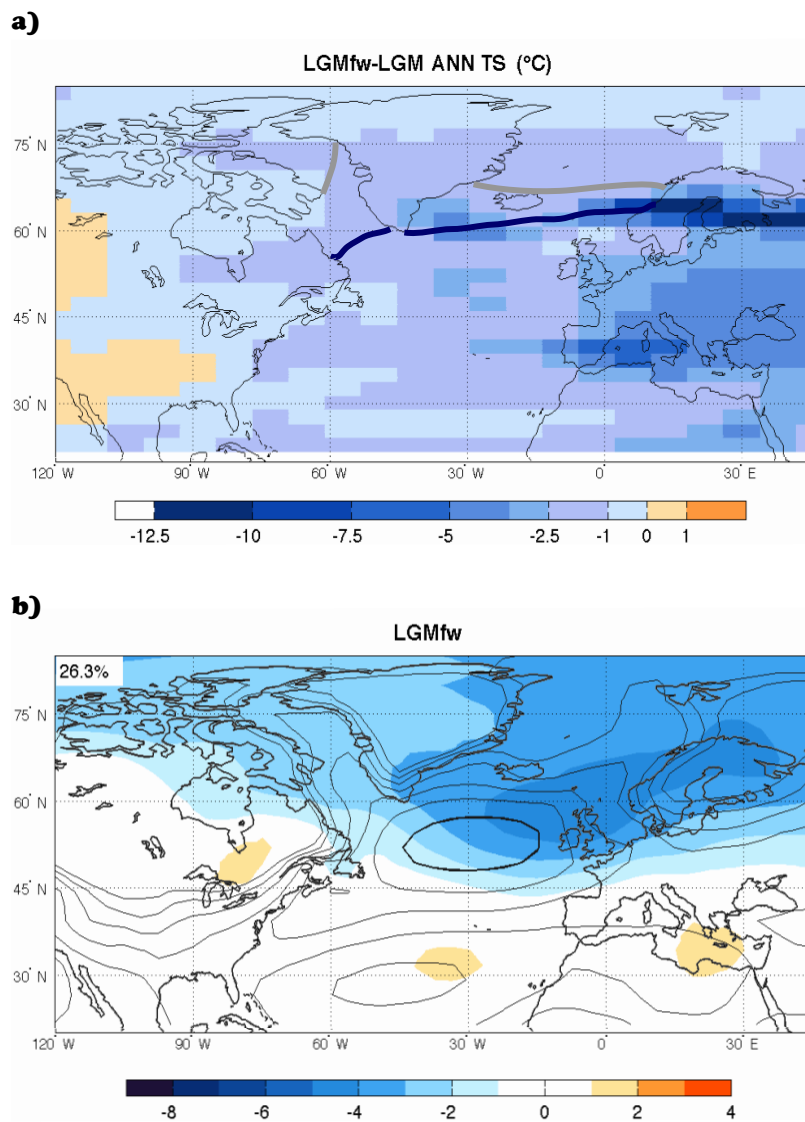 a)
LGMfw-LGM ANN TS (°C)
75° N
60° N
45° N
30° N
120° W 90° W 60° W 30° W 0° 30° E
-12.5 -10 -7.5 -5 -2.5 -1 0 1
b)
LGMfw
26.3%
75° N
60° N
45° N
30° N
120° W 90° W 60° W 30° W 0° 30° E
-8 -6 -4 -2 0 2 4